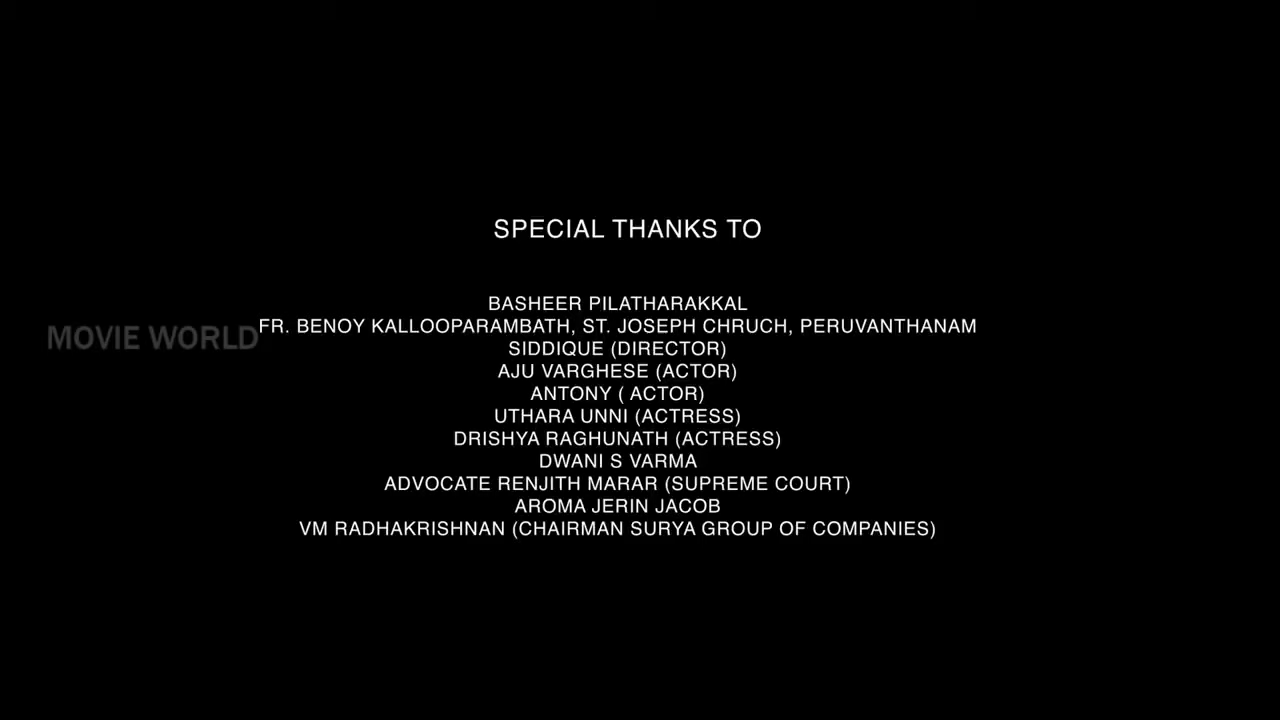 SPECIAL THANKS TO
BASHEER PILATHARAKKAL
MOVIE WORLD
FR. BENOY KALLOOPARAMBATH, ST. JOSEPH CHRUCH, PERUVANTHANAM
SIDDIQUE (DIRECTOR)
AJU VARGHESE (ACTOR)
ANTONY ( ACTOR)
UTHARA UNNI (ACTRESS)
DRISHYA RAGHUNATH (ACTRESS)
DWANI S VARMA
ADVOCATE RENJITH MARAR (SUPREME COURT)
AROMA JERIN JACOB
VM RADHAKRISHNAN (CHAIRMAN SURYA GROUP OF COMPANIES)